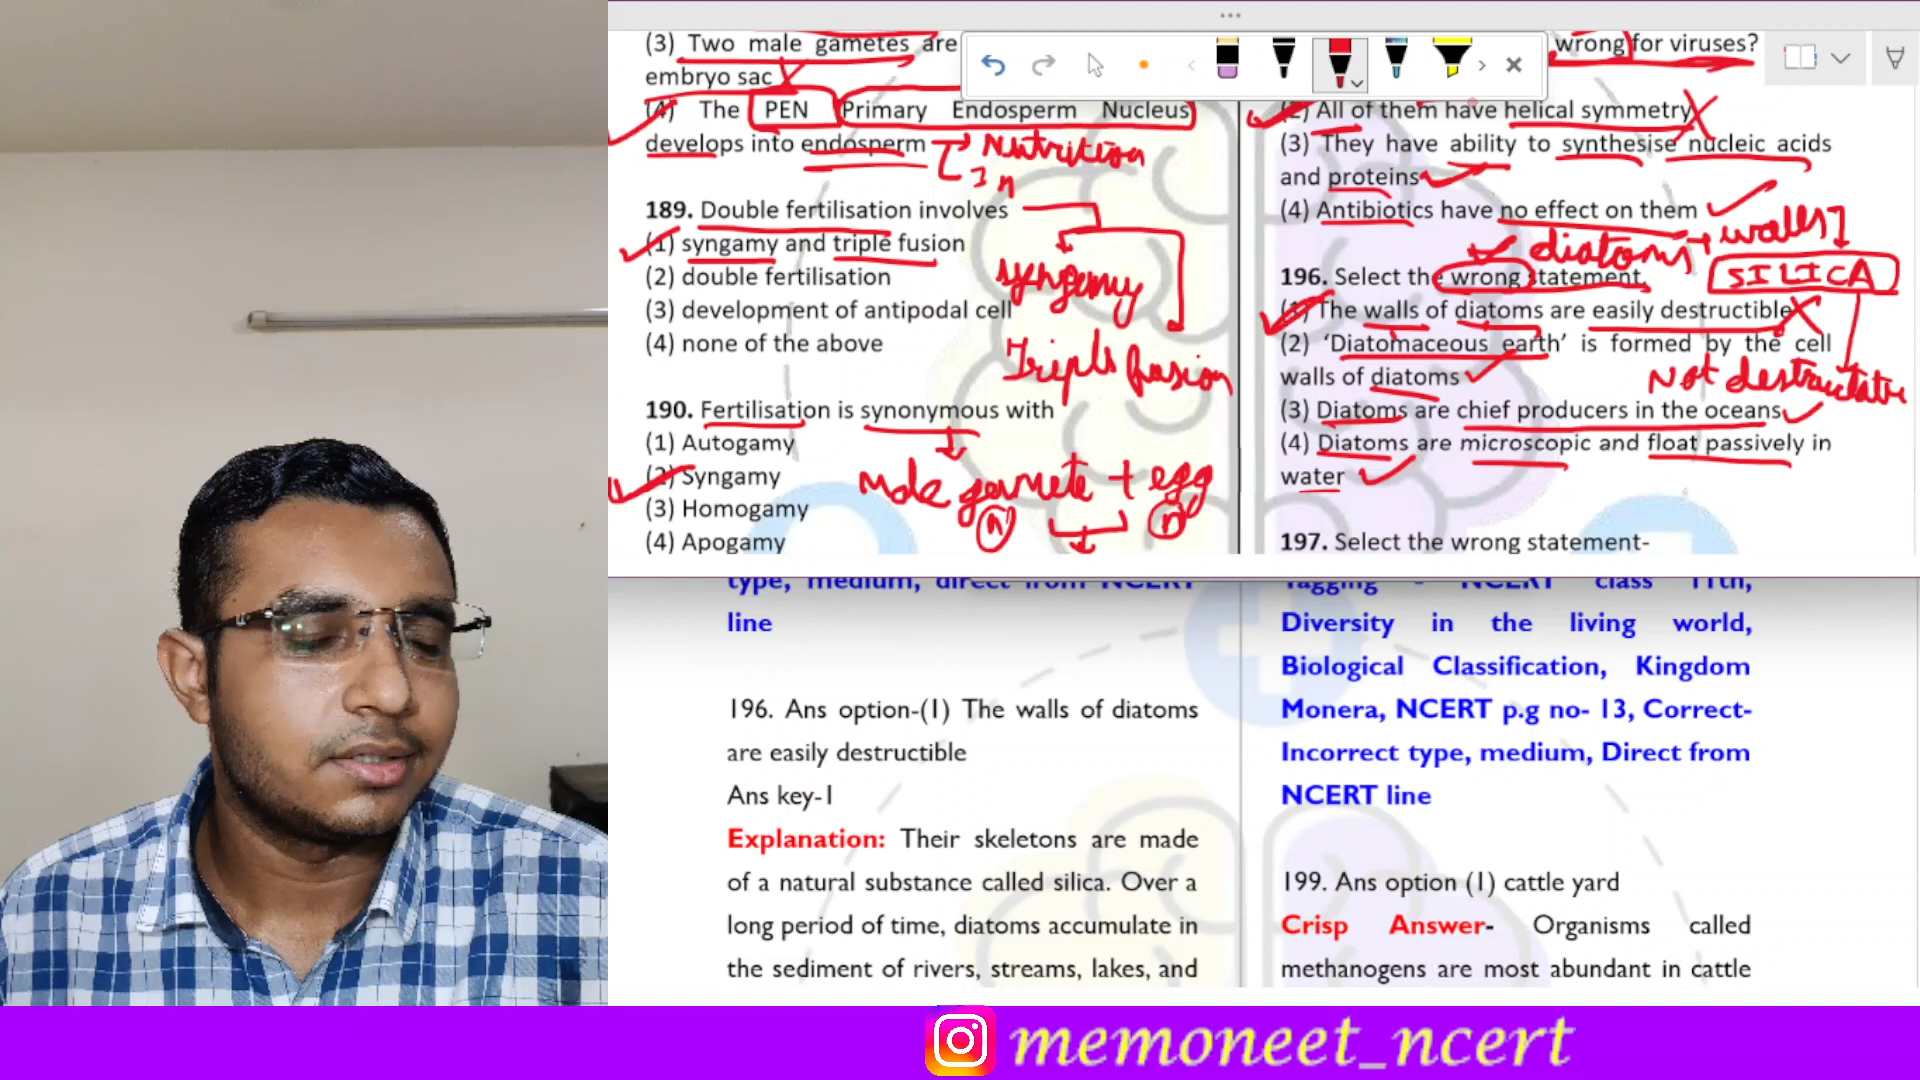 (3) Two male gametes are
embryo sac
(4) The PEN Primary Endosperm Nucleus
develops into endosperm
Nutrition
189. Double fertilisation involves
(1) syngamy and triple fusion
(2) double fertilisation
(3) development of antipodal cell
(4) none of the above
syngamy
Triple fusion
190. Fertilisation is synonymous with
(1) Autogamy
(2) Syngamy
(3) Homogamy
(4) Apogamy
male gamete + egg
n n
wrong for viruses?
(2) All of them have helical symmetry
(3) They have ability to synthesise nucleic acids
and proteins
(4) Antibiotics have no effect on them
diatoms → walls
SILICA
196. Select the wrong statement.
(1) The walls of diatoms are easily destructible
(2) ‘Diatomaceous earth’ is formed by the cell
walls of diatoms
Not
(3) Diatoms are chief producers in the oceans
(4) Diatoms are microscopic and float passively in
water
197. Select the wrong statement-
type, medium, direct from NCERT
line
196. Ans option-(1) The walls of diatoms
are easily destructible
Ans key-1
Explanation: Their skeletons are made
of a natural substance called silica. Over a
long period of time, diatoms accumulate in
the sediment of rivers, streams, lakes, and
Tagging - NCERT class 11th,
Diversity in the living world,
Biological Classification, Kingdom
Monera, NCERT p.g no- 13, Correct-
Incorrect type, medium, Direct from
NCERT line
199. Ans option (1) cattle yard
Crisp Answer- Organisms called
methanogens are most abundant in cattle
memoneet_ncert